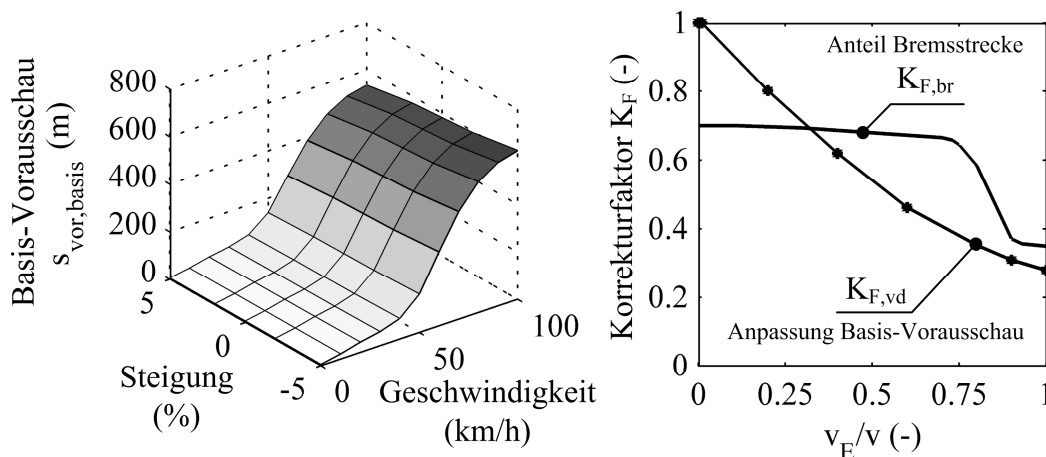 Basis-Vorausschau
s_vor,basis (m)
800
600
400
200
0
5
0
-5
Steigung
(%)
0
50
100
Geschwindigkeit
(km/h)
Korrekturfaktor K_F (-)
1
0.8
0.6
0.4
0.2
0
Anteil Bremsstrecke
K_F,br
K_F,vd
Anpassung Basis-Vorausschau
0
0.25
0.5
0.75
1
v_E/v (-)